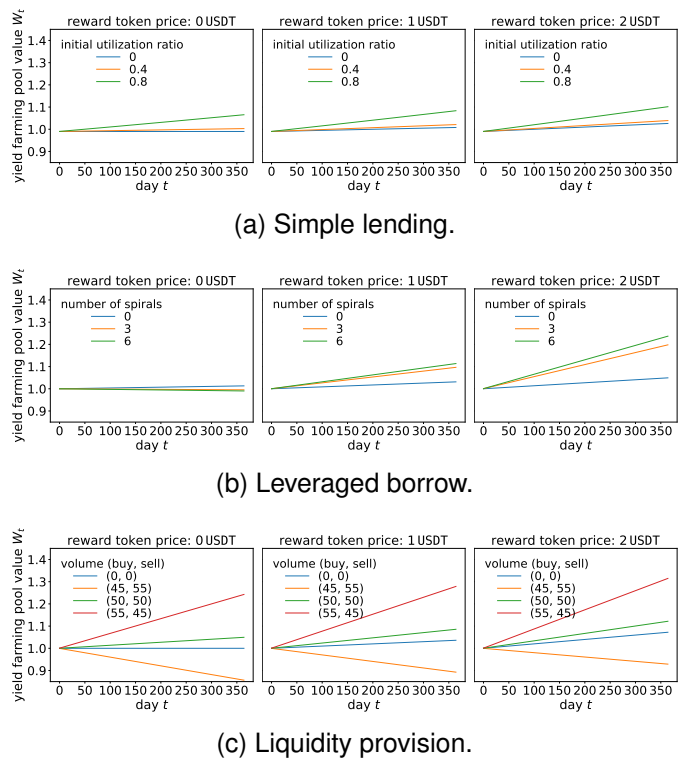 reward token price: 0 USDT
reward token price: 1 USDT
reward token price: 2 USDT
yield farming pool value Wt
1.4
1.3
1.2
1.1
1.0
0.9
initial utilization ratio
0
0.4
0.8
initial utilization ratio
0
0.4
0.8
initial utilization ratio
0
0.4
0.8
0 50 100 150 200 250 300 350
0 50 100 150 200 250 300 350
0 50 100 150 200 250 300 350
day t
day t
day t
(a) Simple lending.
reward token price: 0 USDT
reward token price: 1 USDT
reward token price: 2 USDT
yield farming pool value Wt
1.4
1.3
1.2
1.1
1.0
0.9
number of spirals
0
3
6
number of spirals
0
3
6
number of spirals
0
3
6
0 50 100 150 200 250 300 350
0 50 100 150 200 250 300 350
0 50 100 150 200 250 300 350
day t
day t
day t
(b) Leveraged borrow.
reward token price: 0 USDT
reward token price: 1 USDT
reward token price: 2 USDT
yield farming pool value Wt
1.4
1.3
1.2
1.1
1.0
0.9
volume (buy, sell)
(0, 0)
(45, 55)
(50, 50)
(55, 45)
volume (buy, sell)
(0, 0)
(45, 55)
(50, 50)
(55, 45)
volume (buy, sell)
(0, 0)
(45, 55)
(50, 50)
(55, 45)
0 50 100 150 200 250 300 350
0 50 100 150 200 250 300 350
0 50 100 150 200 250 300 350
day t
day t
day t
(c) Liquidity provision.